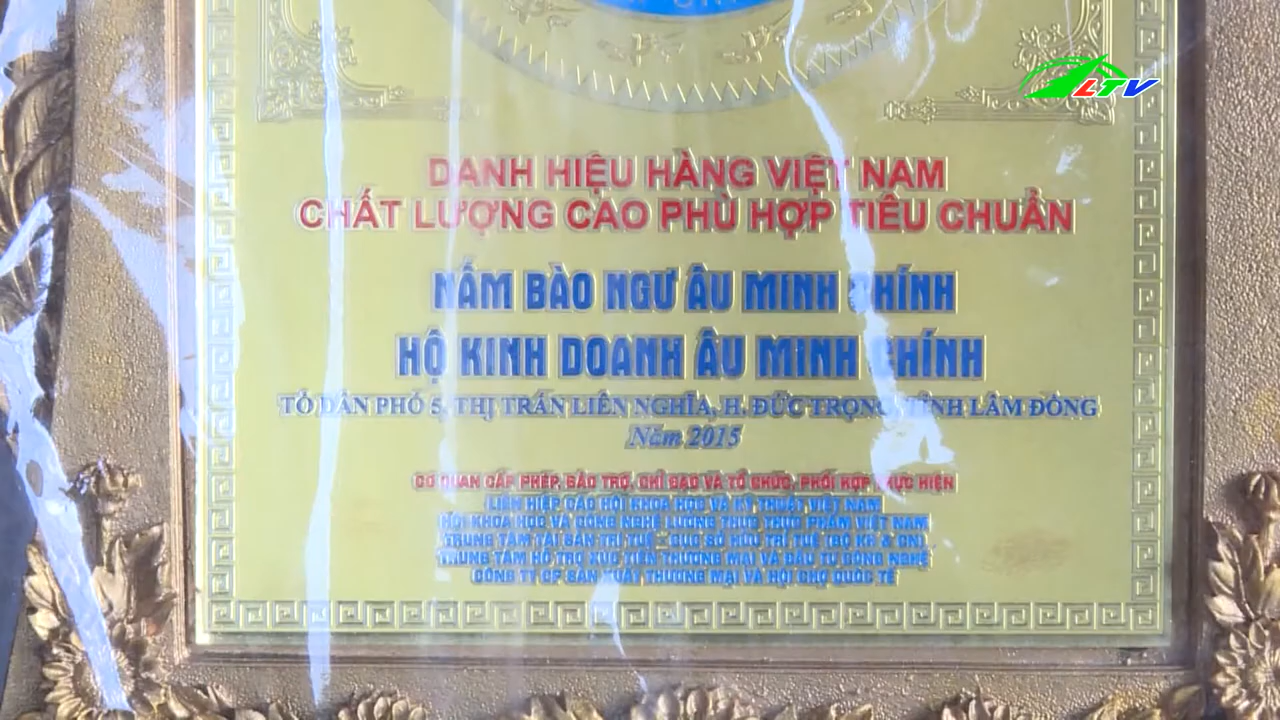 LTV
DANH HIỆU HÀNG VIỆT NAM
CHẤT LƯỢNG CAO PHÙ HỢP TIÊU CHUẨN
NẤM BÀO NGƯ ÂU MINH CHÍNH
HỘ KINH DOANH ÂU MINH CHÍNH
TỔ DÂN PHỐ 5, THỊ TRẤN LIÊN NGHĨA, H. ĐỨC TRỌNG, TỈNH LÂM ĐỒNG
Năm 2015
CƠ QUAN CẤP PHÉP, BẢO TRỢ, CHỈ ĐẠO VÀ TỔ CHỨC, PHỐI HỢP THỰC HIỆN
LIÊN HIỆP CÁC HỘI KHOA HỌC VÀ KỸ THUẬT VIỆT NAM
HỘI KHOA HỌC VÀ CÔNG NGHỆ LƯƠNG THỰC THỰC PHẨM VIỆT NAM
TRUNG TÂM TÀI SẢN TRÍ TUỆ - CỤC SỞ HỮU TRÍ TUỆ (BỘ KH & CN)
TRUNG TÂM HỖ TRỢ XÚC TIẾN THƯƠNG MẠI VÀ ĐẦU TƯ CÔNG NGHỆ
CÔNG TY CP SẢN XUẤT THƯƠNG MẠI VÀ HỘI CHỢ QUỐC TẾ